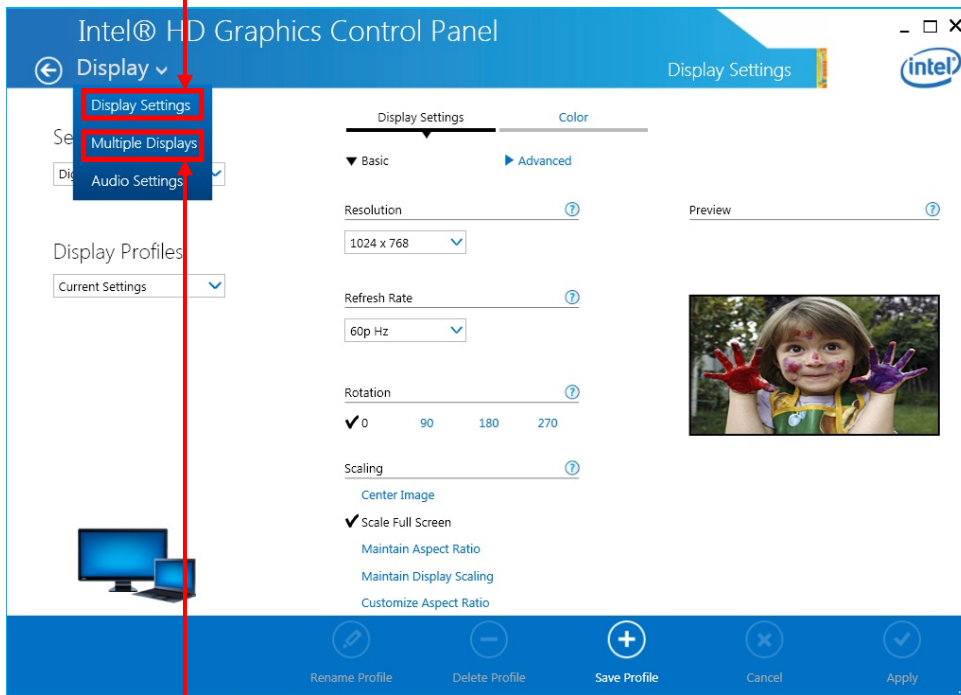 Intel® HD Graphics Control Panel
Display
Display Settings
intel
Display Settings
Multiple Displays
Audio Settings
Se
Dig
Display Profiles
Current Settings
Display Settings
Color
Basic
Advanced
Resolution
?
1024 x 768
Refresh Rate
?
60p Hz
Rotation
?
0 90 180 270
Scaling
?
Center Image
Scale Full Screen
Maintain Aspect Ratio
Maintain Display Scaling
Customize Aspect Ratio
Preview
?
Rename Profile
Delete Profile
Save Profile
Cancel
Apply